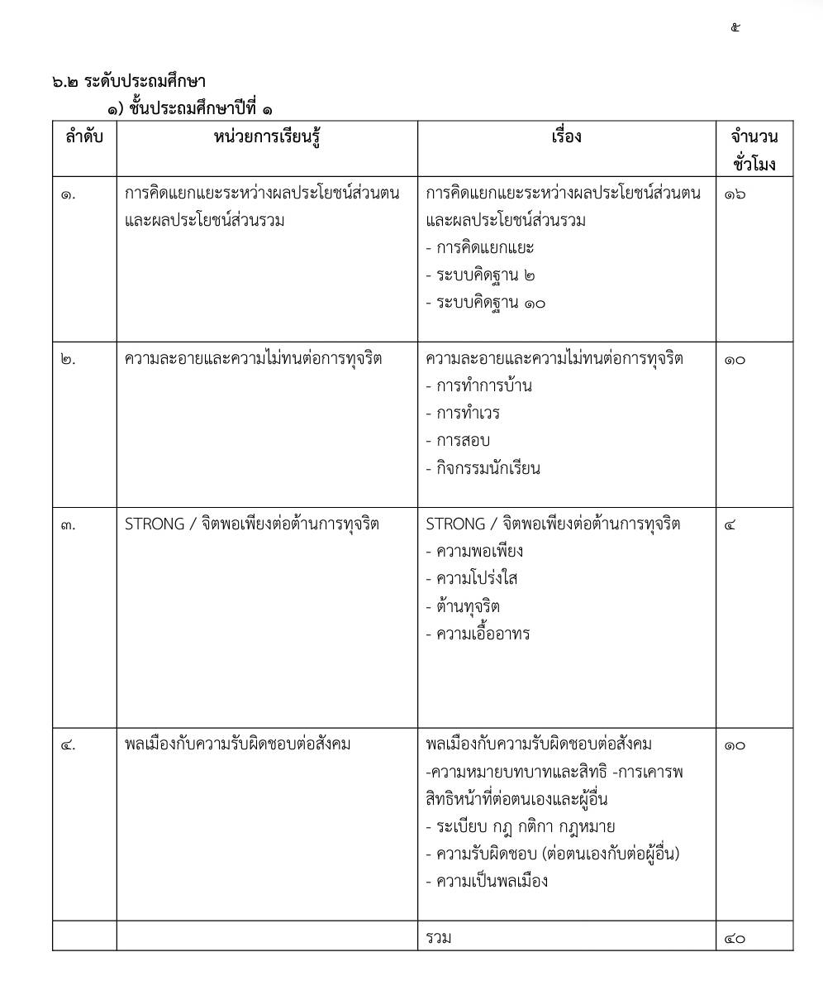 ๕
๖.๒ ระดับประถมศึกษา
๑) ชั้นประถมศึกษาปีที่ ๑
ลำดับ หน่วยการเรียนรู้ เรื่อง จำนวน
ชั่วโมง
๑. การคิดแยกแยะระหว่างผลประโยชน์ส่วนตน การคิดแยกแยะระหว่างผลประโยชน์ส่วนตน ๑๖
และผลประโยชน์ส่วนรวม และผลประโยชน์ส่วนรวม
- การคิดแยกแยะ
- ระบบคิดฐาน ๒
- ระบบคิดฐาน ๑๐
๒. ความละอายและความไม่ทนต่อการทุจริต ความละอายและความไม่ทนต่อการทุจริต ๑๐
- การทำการบ้าน
- การทำเวร
- การสอบ
- กิจกรรมนักเรียน
๓. STRONG / จิตพอเพียงต่อต้านการทุจริต STRONG / จิตพอเพียงต่อต้านการทุจริต ๔
- ความพอเพียง
- ความโปร่งใส
- ต้านทุจริต
- ความเอื้ออาทร
๔. พลเมืองกับความรับผิดชอบต่อสังคม พลเมืองกับความรับผิดชอบต่อสังคม ๑๐
-ความหมายบทบาทและสิทธิ -การเคารพ
สิทธิหน้าที่ต่อตนเองและผู้อื่น
- ระเบียบ กฎ กติกา กฎหมาย
- ความรับผิดชอบ (ต่อตนเองกับต่อผู้อื่น)
- ความเป็นพลเมือง
รวม ๔๐